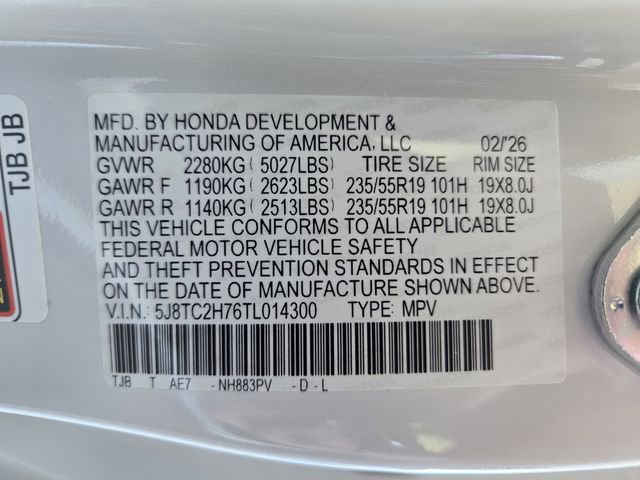 TJB JB
MFD. BY HONDA DEVELOPMENT &
MANUFACTURING OF AMERICA, LLC 02/'26
GVWR 2280KG( 5027LBS) TIRE SIZE RIM SIZE
GAWR F 1190KG( 2623LBS) 235/55R19 101H 19X8.0J
GAWR R 1140KG( 2513LBS) 235/55R19 101H 19X8.0J
THIS VEHICLE CONFORMS TO ALL APPLICABLE
FEDERAL MOTOR VEHICLE SAFETY
AND THEFT PREVENTION STANDARDS IN EFFECT
ON THE DATE OF MANUFACTURE SHOWN ABOVE.
V.I.N.: 5J8TC2H76TL014300 TYPE: MPV
TJB T AE7 -NH883PV -D-L